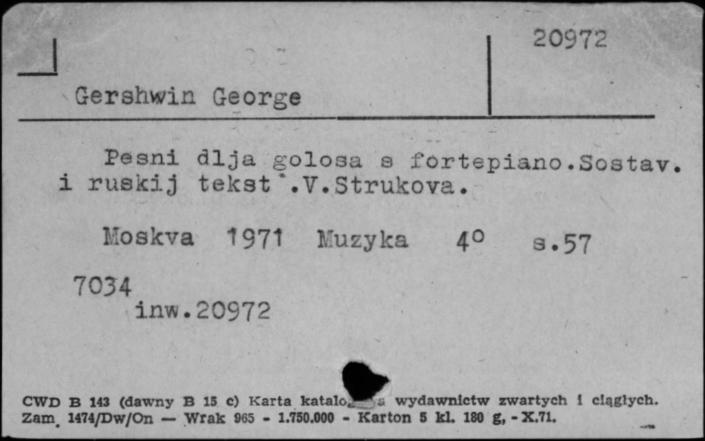 20972
Gershwin George
Pesni dlja golosa s fortepiano.Sostav.
i ruskij tekst .V.Strukova.
Moskva 1971 Muzyka 4º s.57
7034
inw.20972
CWD B 143 (dawny B 15 c) Karta wydawnictw zwartych i ciągłych.
Zam. 1474/Dw/On — Wrak 965 - 1.750.000 - Karton 5 kl. 180 g, -X.71.